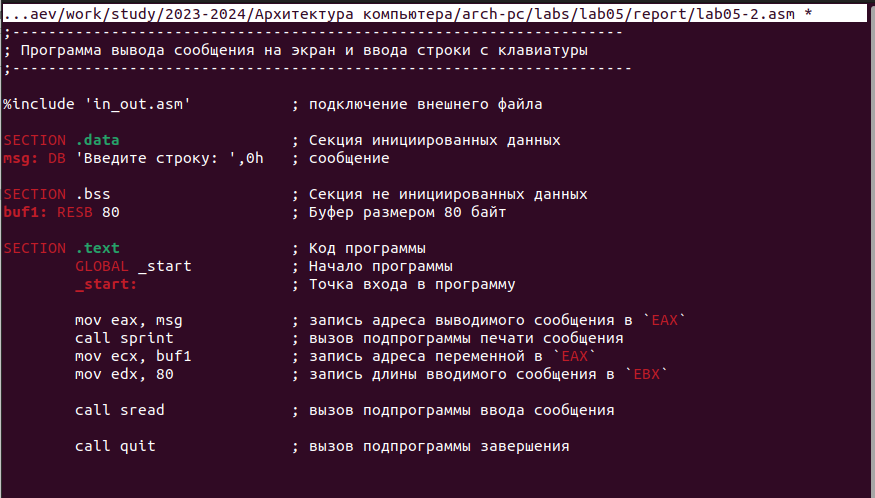 ...aev/work/study/2023-2024/Архитектура компьютера/arch-pc/labs/lab05/report/lab05-2.asm *
;--------------------------------------------------------------------
; Программа вывода сообщения на экран и ввода строки с клавиатуры
;---------------------------------------------------------------------
%include 'in_out.asm' ; подключение внешнего файла
SECTION .data ; Секция инициированных данных
msg: DB 'Введите строку: ',0h ; сообщение
SECTION .bss ; Секция не инициированных данных
buf1: RESB 80 ; Буфер размером 80 байт
SECTION .text ; Код программы
GLOBAL _start ; Начало программы
_start: ; Точка входа в программу
mov eax, msg ; запись адреса выводимого сообщения в `EAX`
call sprint ; вызов подпрограммы печати сообщения
mov ecx, buf1 ; запись адреса переменной в `EAX`
mov edx, 80 ; запись длины вводимого сообщения в `EBX`
call sread ; вызов подпрограммы ввода сообщения
call quit ; вызов подпрограммы завершения